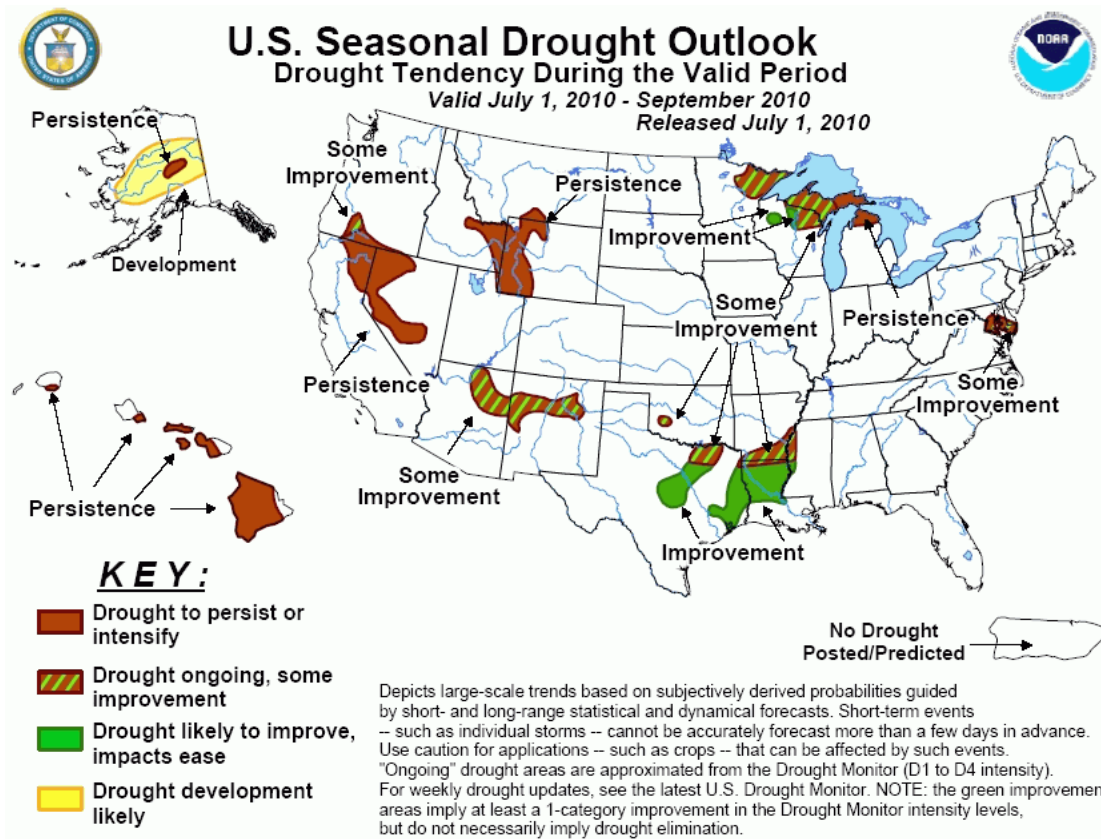 U.S. Seasonal Drought Outlook
Drought Tendency During the Valid Period
Valid July 1, 2010 - September 2010
Released July 1, 2010
NOAA
Persistence
Development
Some
Improvement
Persistence
Improvement
Some
Improvement
Persistence
Some
Improvement
Persistence
Some
Improvement
Improvement
Persistence
KEY:
Drought to persist or
intensify
Drought ongoing, some
improvement
Drought likely to improve,
impacts ease
Drought development
likely
No Drought
Posted/Predicted
Depicts large-scale trends based on subjectively derived probabilities guided
by short- and long-range statistical and dynamical forecasts. Short-term events
-- such as individual storms -- cannot be accurately forecast more than a few days in advance.
Use caution for applications -- such as crops -- that can be affected by such events.
"Ongoing" drought areas are approximated from the Drought Monitor (D1 to D4 intensity).
For weekly drought updates, see the latest U.S. Drought Monitor. NOTE: the green improvemen
areas imply at least a 1-category improvement in the Drought Monitor intensity levels,
but do not necessarily imply drought elimination.